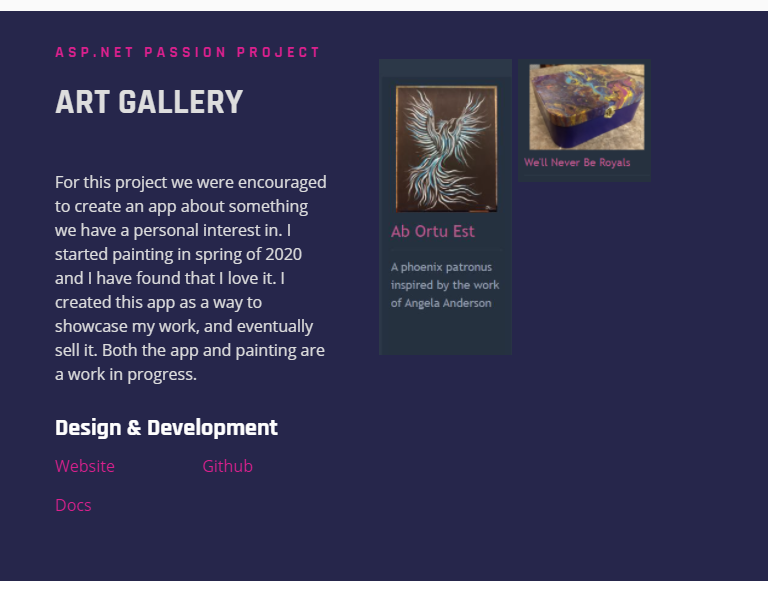 ASP.NET PASSION PROJECT
ART GALLERY
For this project we were encouraged
to create an app about something
we have a personal interest in. I
started painting in spring of 2020
and I have found that I love it. I
created this app as a way to
showcase my work, and eventually
sell it. Both the app and painting are
a work in progress.
Design & Development
Website Github
Docs
Ab Ortu Est
A phoenix patronus
inspired by the work
of Angela Anderson
We'll Never Be Royals